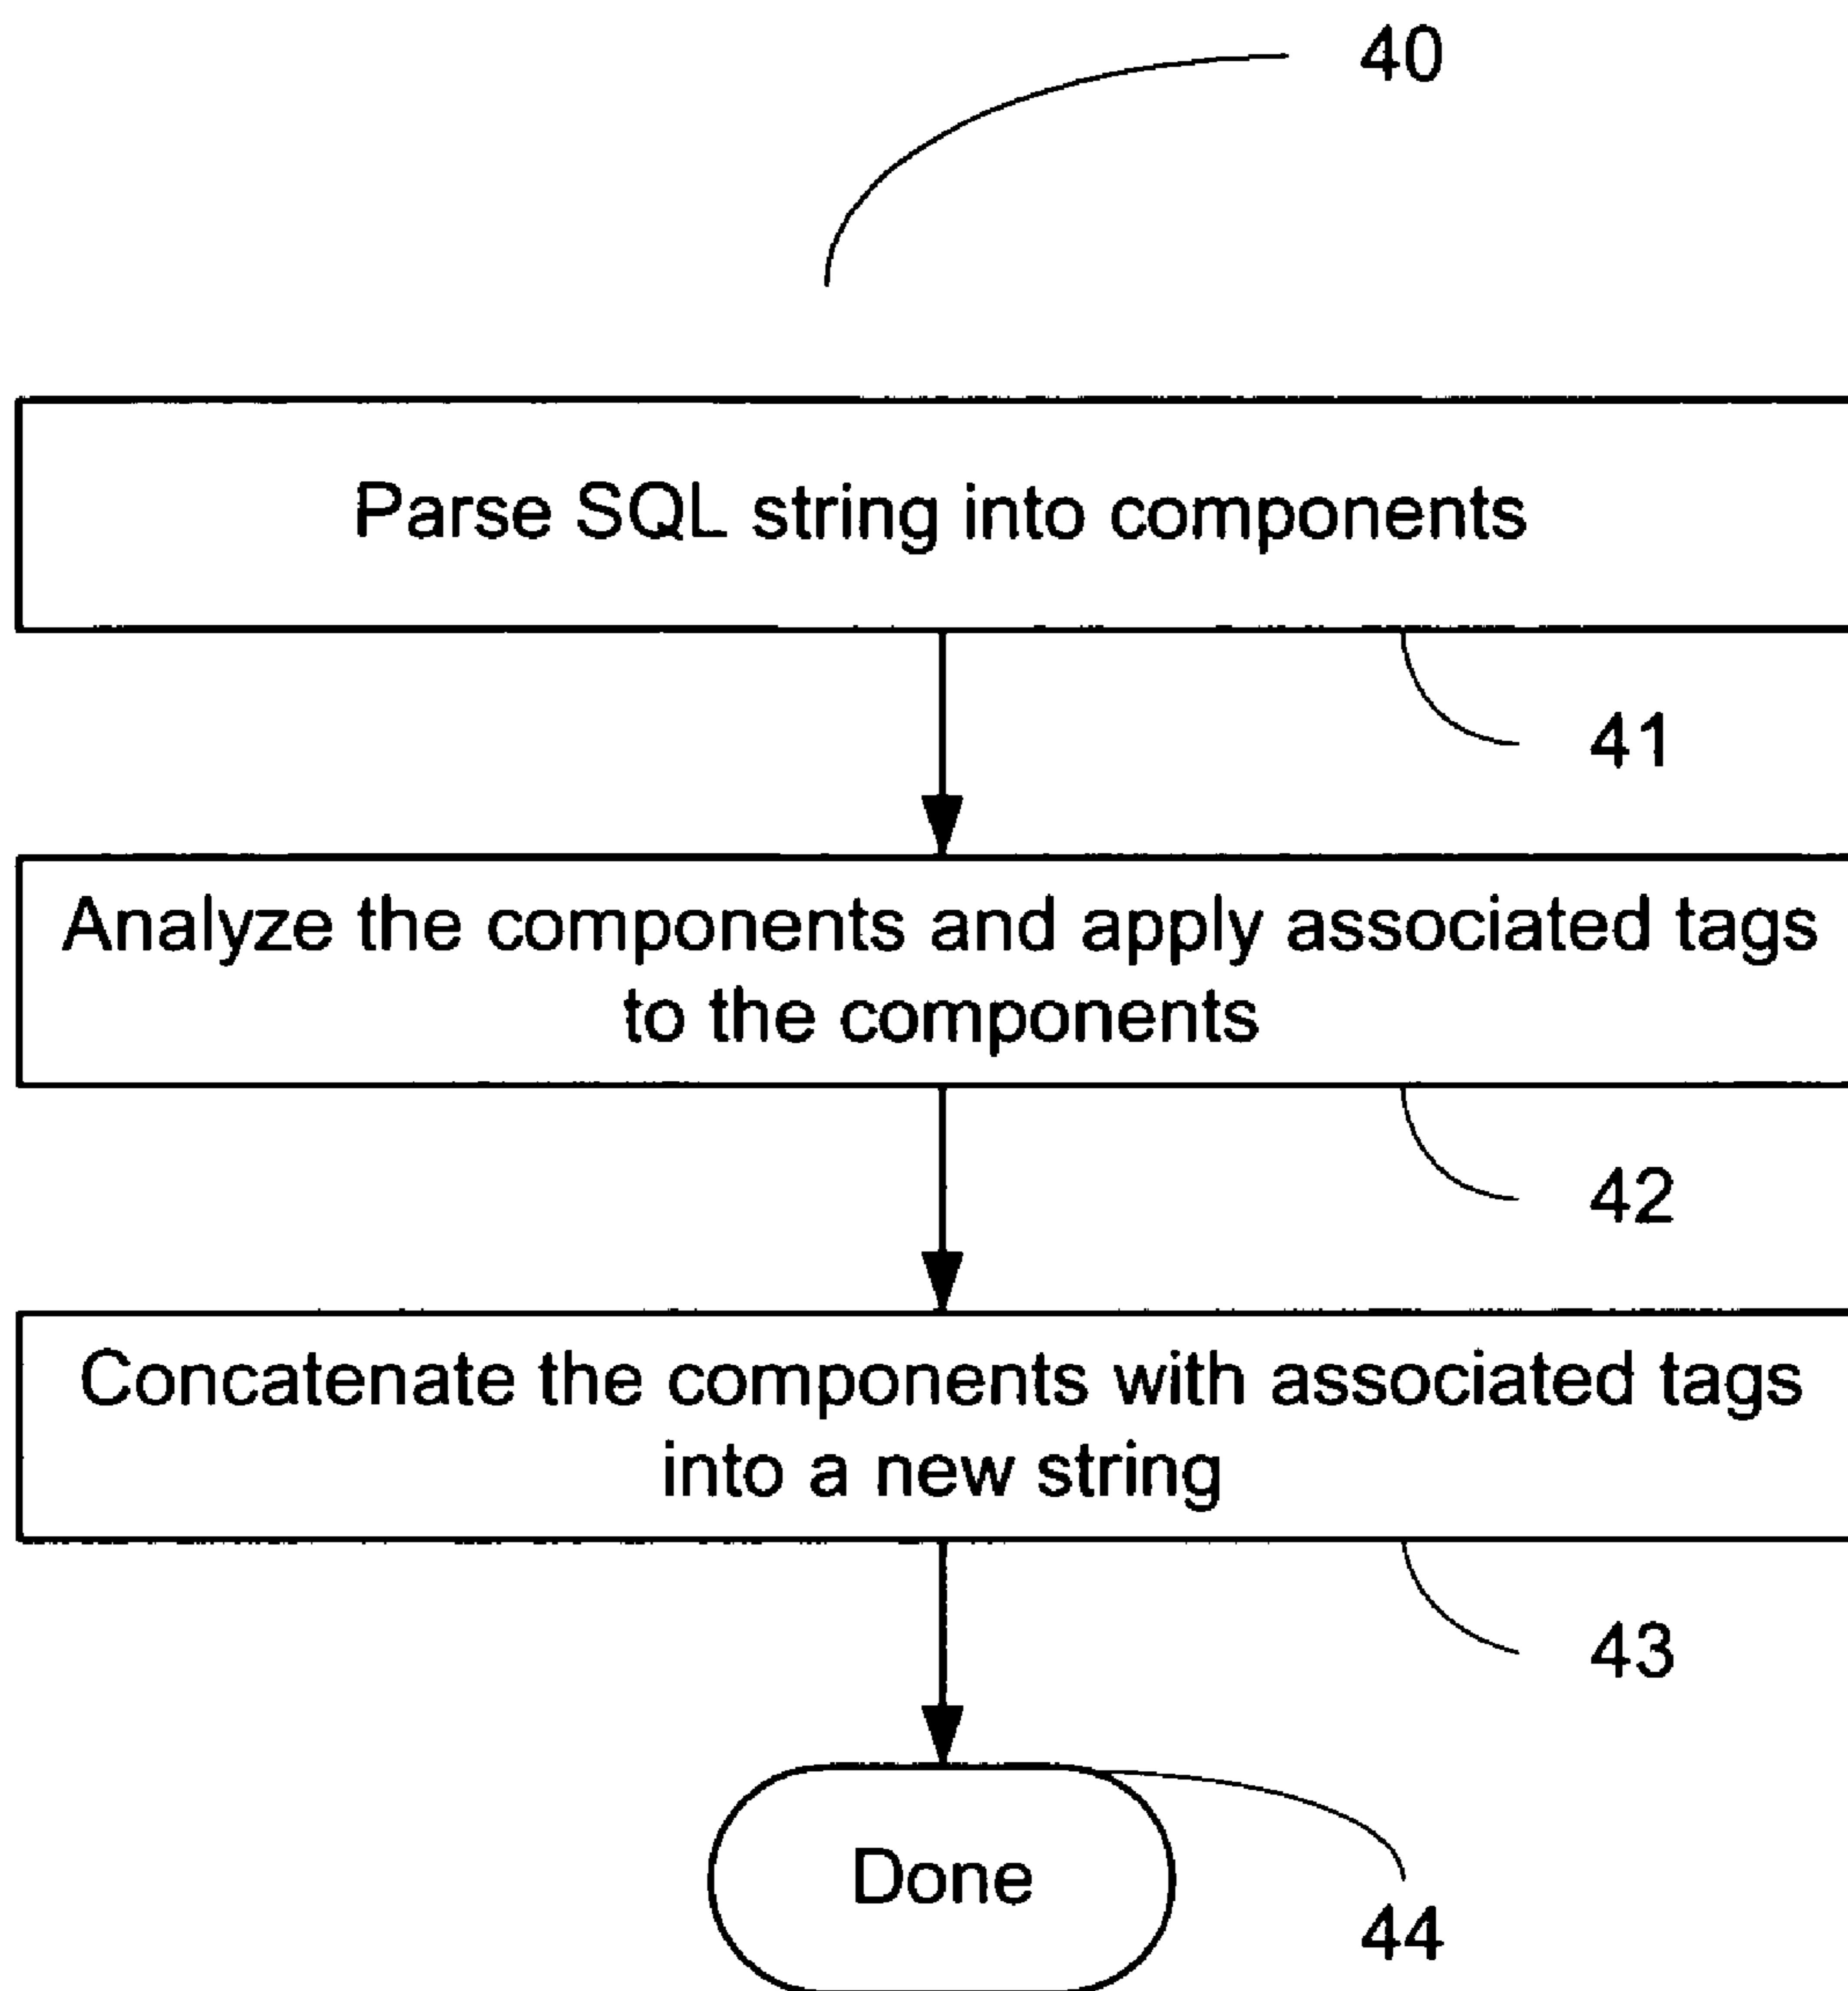 40
Parse SQL string into components
41
Analyze the components and apply associated tags
to the components
42
Concatenate the components with associated tags
into a new string
43
Done
44